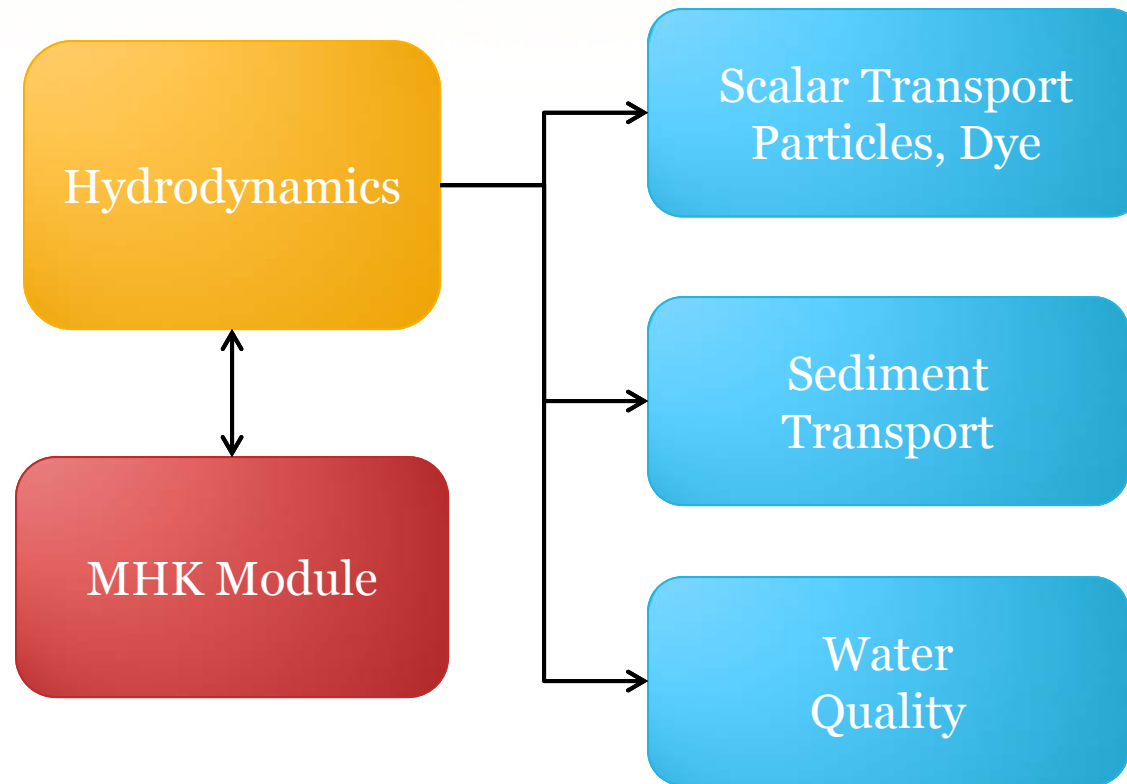 Hydrodynamics
MHK Module
Scalar Transport
Particles, Dye
Sediment
Transport
Water
Quality